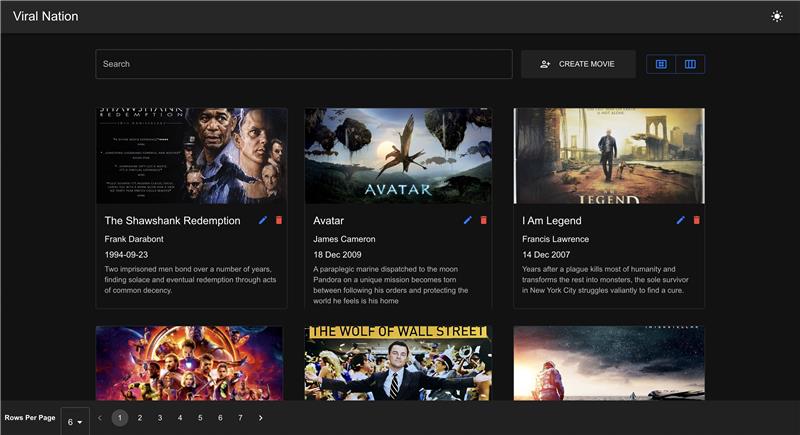 Viral Nation
Search
CREATE MOVIE
SHAWSHANK
REDEMPTION
AVATAR
I AM
LEGEND
The Shawshank Redemption
Frank Darabont
1994-09-23
Two imprisoned men bond over a number of years,
finding solace and eventual redemption through acts
of common decency.
Avatar
James Cameron
18 Dec 2009
A paraplegic marine dispatched to the moon
Pandora on a unique mission becomes torn
between following his orders and protecting the
world he feels is his home
I Am Legend
Francis Lawrence
14 Dec 2007
Years after a plague kills most of humanity and
transforms the rest into monsters, the sole survivor
in New York City struggles valiantly to find a cure.
THE WOLF OF WALL STREET
INTERSTELLAR
Rows Per Page
6
1 2 3 4 5 6 7